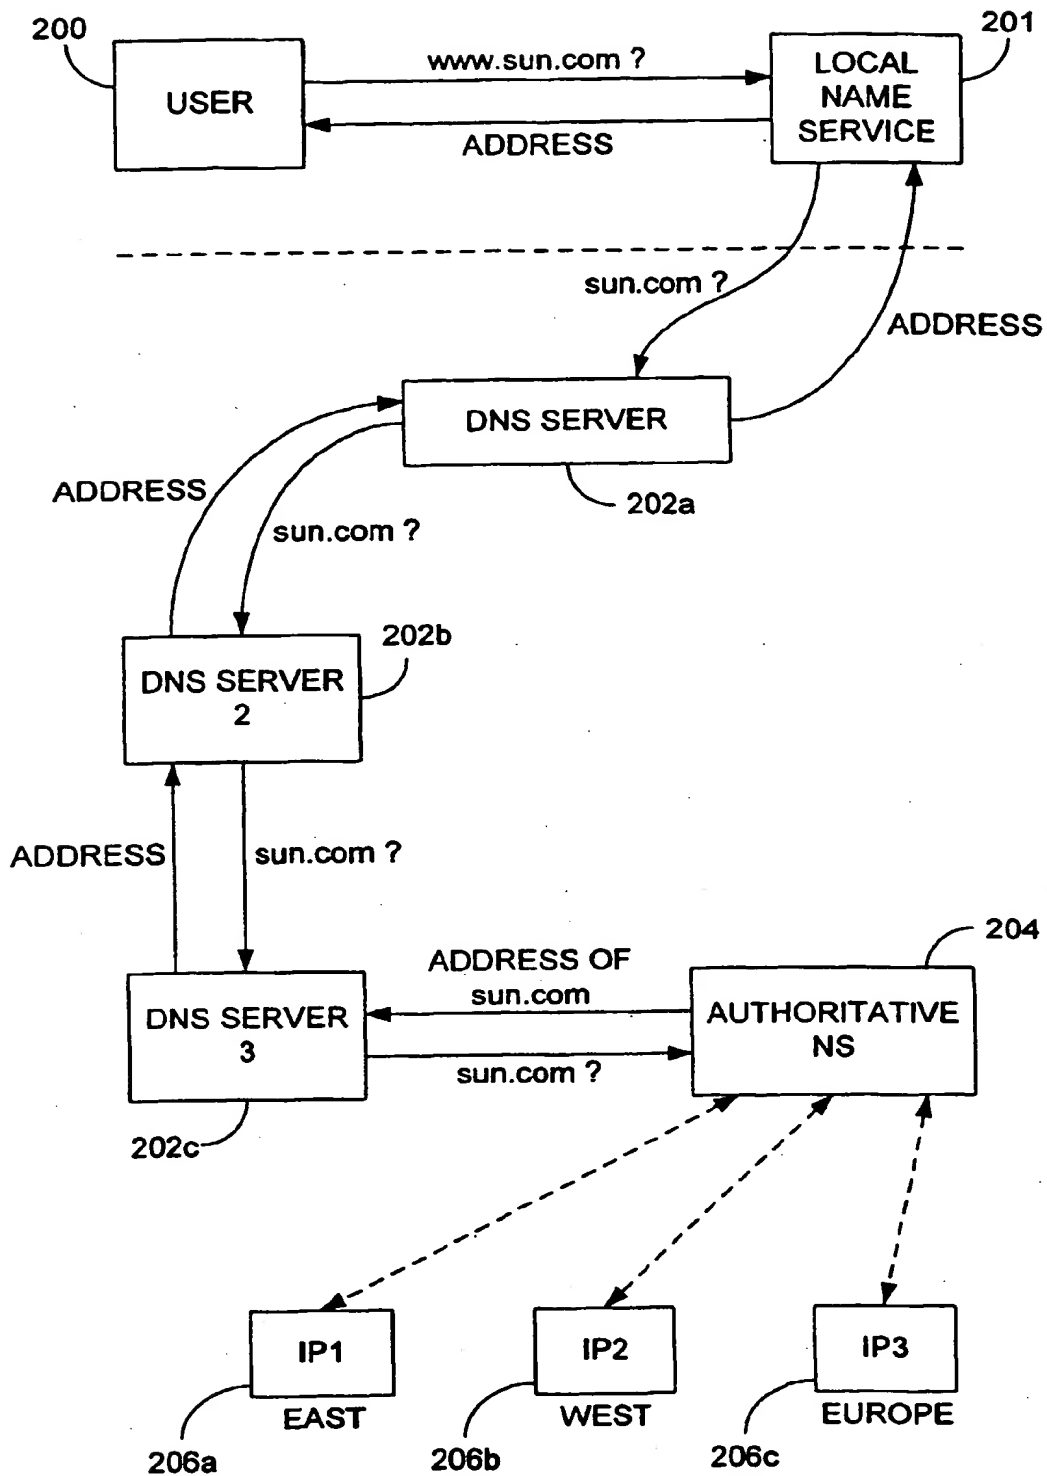 200
201
www.sun.com ?
USER
LOCAL
NAME
SERVICE
ADDRESS
sun.com ?
ADDRESS
DNS SERVER
202a
ADDRESS
sun.com ?
202b
DNS SERVER
2
ADDRESS
sun.com ?
204
ADDRESS OF
sun.com
DNS SERVER
3
AUTHORITATIVE
NS
sun.com ?
202c
IP1
IP2
IP3
EAST
WEST
EUROPE
206a
206b
206c